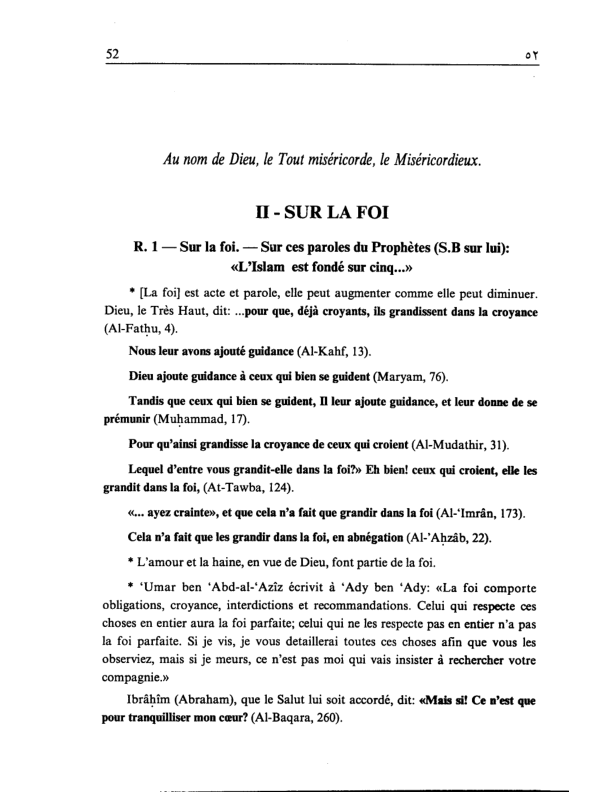 52 ٥٢
Au nom de Dieu, le Tout miséricorde, le Miséricordieux.
II - SUR LA FOI
R. 1 — Sur la foi. — Sur ces paroles du Prophètes (S.B sur lui):
«L’Islam est fondé sur cinq...»
* [La foi] est acte et parole, elle peut augmenter comme elle peut diminuer.
Dieu, le Très Haut, dit: ...pour que, déjà croyants, ils grandissent dans la croyance
(Al-Fatḥu, 4).
Nous leur avons ajouté guidance (Al-Kahf, 13).
Dieu ajoute guidance à ceux qui bien se guident (Maryam, 76).
Tandis que ceux qui bien se guident, Il leur ajoute guidance, et leur donne de se
prémunir (Muḥammad, 17).
Pour qu’ainsi grandisse la croyance de ceux qui croient (Al-Mudathir, 31).
Lequel d’entre vous grandit-elle dans la foi?» Eh bien! ceux qui croient, elle les
grandit dans la foi, (At-Tawba, 124).
«... ayez crainte», et que cela n’a fait que grandir dans la foi (Al-‘Imrân, 173).
Cela n’a fait que les grandir dans la foi, en abnégation (Al-’Aḥzâb, 22).
* L’amour et la haine, en vue de Dieu, font partie de la foi.
* ‘Umar ben ‘Abd-al-‘Azîz écrivit à ‘Ady ben ‘Ady: «La foi comporte
obligations, croyance, interdictions et recommandations. Celui qui respecte ces
choses en entier aura la foi parfaite; celui qui ne les respecte pas en entier n’a pas
la foi parfaite. Si je vis, je vous detaillerai toutes ces choses afin que vous les
observiez, mais si je meurs, ce n’est pas moi qui vais insister à rechercher votre
compagnie.»
Ibrâḥîm (Abraham), que le Salut lui soit accordé, dit: «Mais si! Ce n’est que
pour tranquilliser mon cœur? (Al-Baqara, 260).